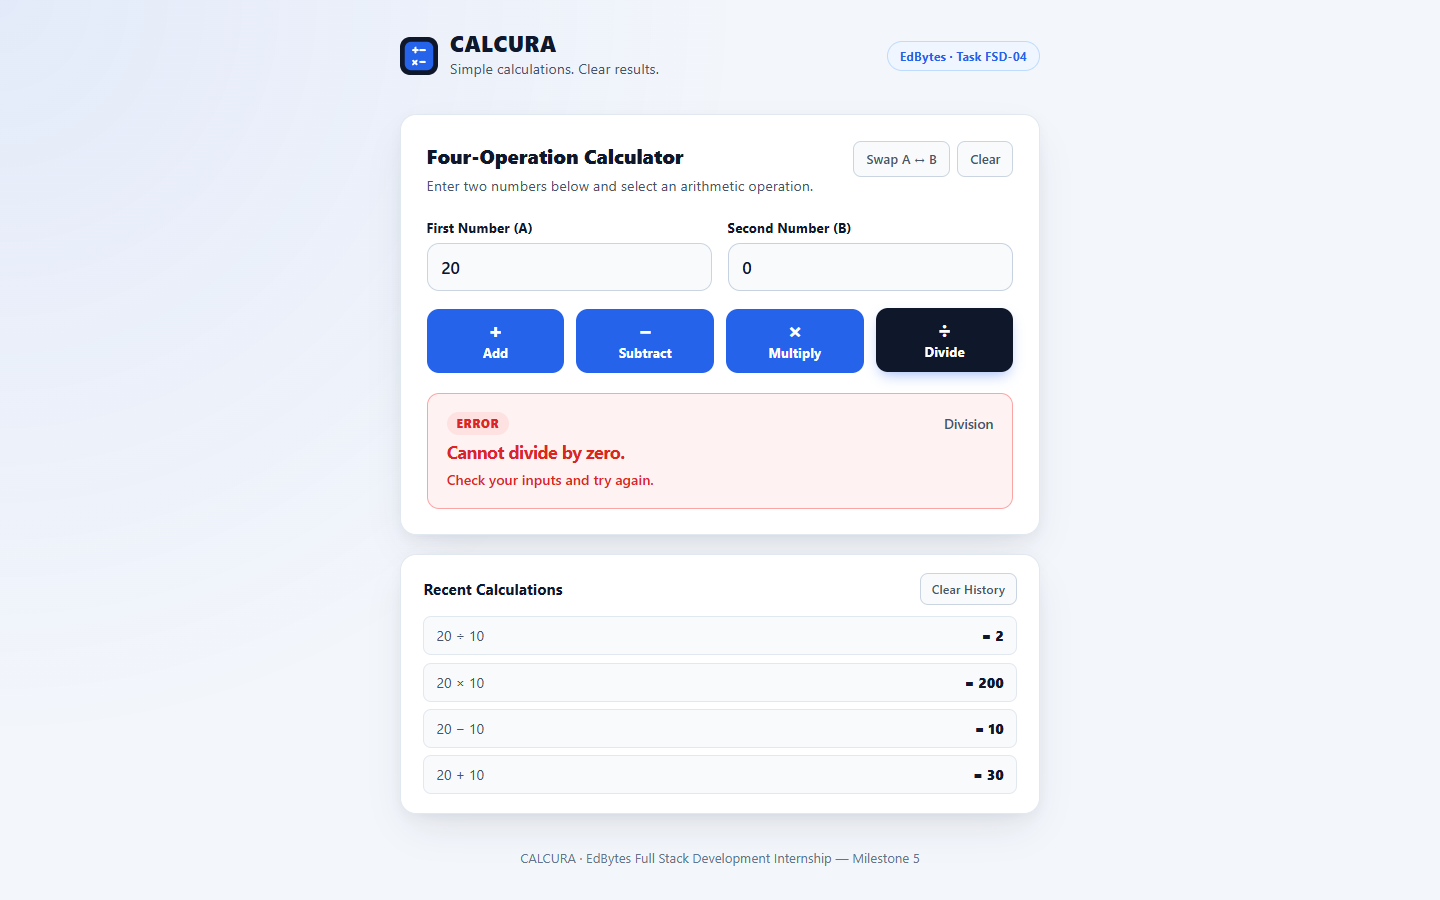 CALCURA
Simple calculations. Clear results.
EdBytes · Task FSD-04
Four-Operation Calculator
Swap A ↔ B
Clear
Enter two numbers below and select an arithmetic operation.
First Number (A)
Second Number (B)
20
0
+
Add
−
Subtract
×
Multiply
÷
Divide
ERROR
Division
Cannot divide by zero.
Check your inputs and try again.
Recent Calculations
Clear History
20 ÷ 10 = 2
20 × 10 = 200
20 − 10 = 10
20 + 10 = 30
CALCURA · EdBytes Full Stack Development Internship — Milestone 5